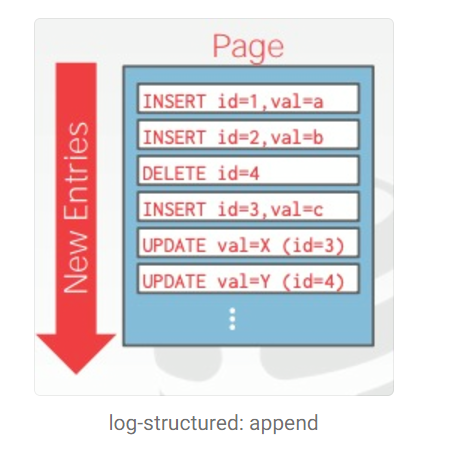 Page
New Entries
INSERT id=1,val=a
INSERT id=2,val=b
DELETE id=4
INSERT id=3,val=c
UPDATE val=X (id=3)
UPDATE val=Y (id=4)
⋮
log-structured: append